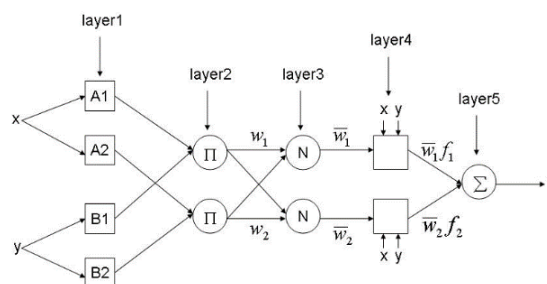 layer1
layer2
layer3
layer4
layer5
x
y
A1
A2
B1
B2
Π
Π
w₁
w₂
N
N
w̅₁
w̅₂
x y
x y
w̅₁f₁
w̅₂f₂
Σ